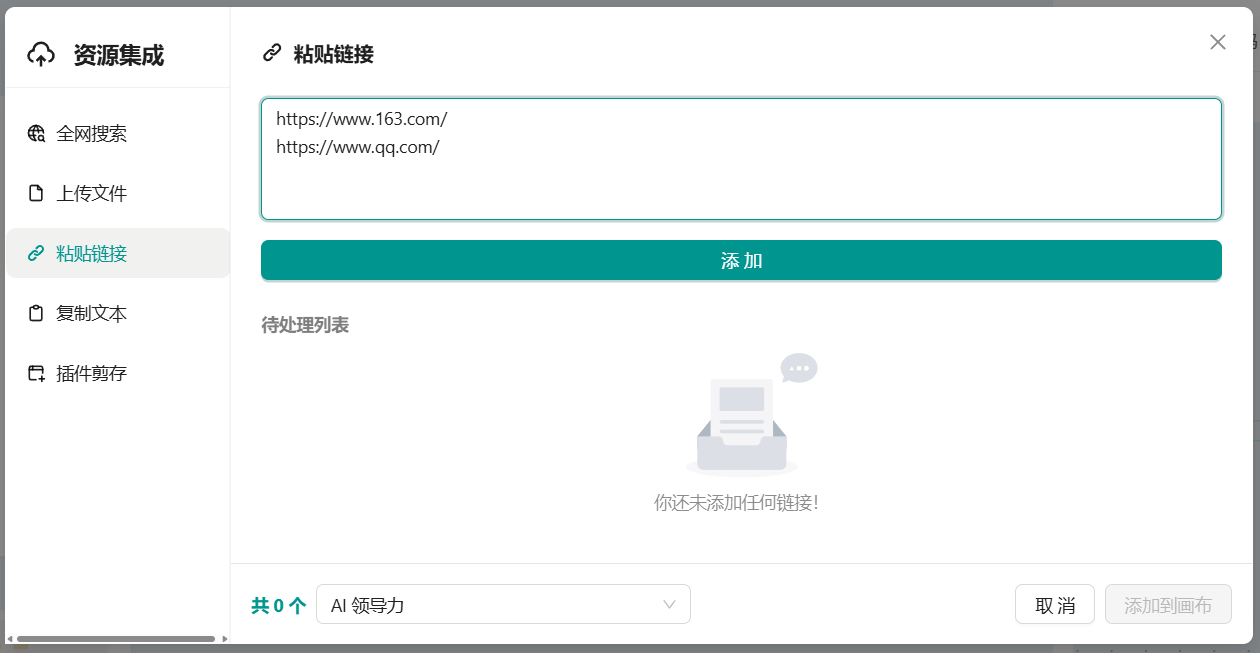 资源集成
全网搜索
上传文件
粘贴链接
复制文本
插件剪存
粘贴链接
https://www.163.com/
https://www.qq.com/
添 加
待处理列表
你还未添加任何链接!
共 0 个
AI 领导力
取 消
添加到画布